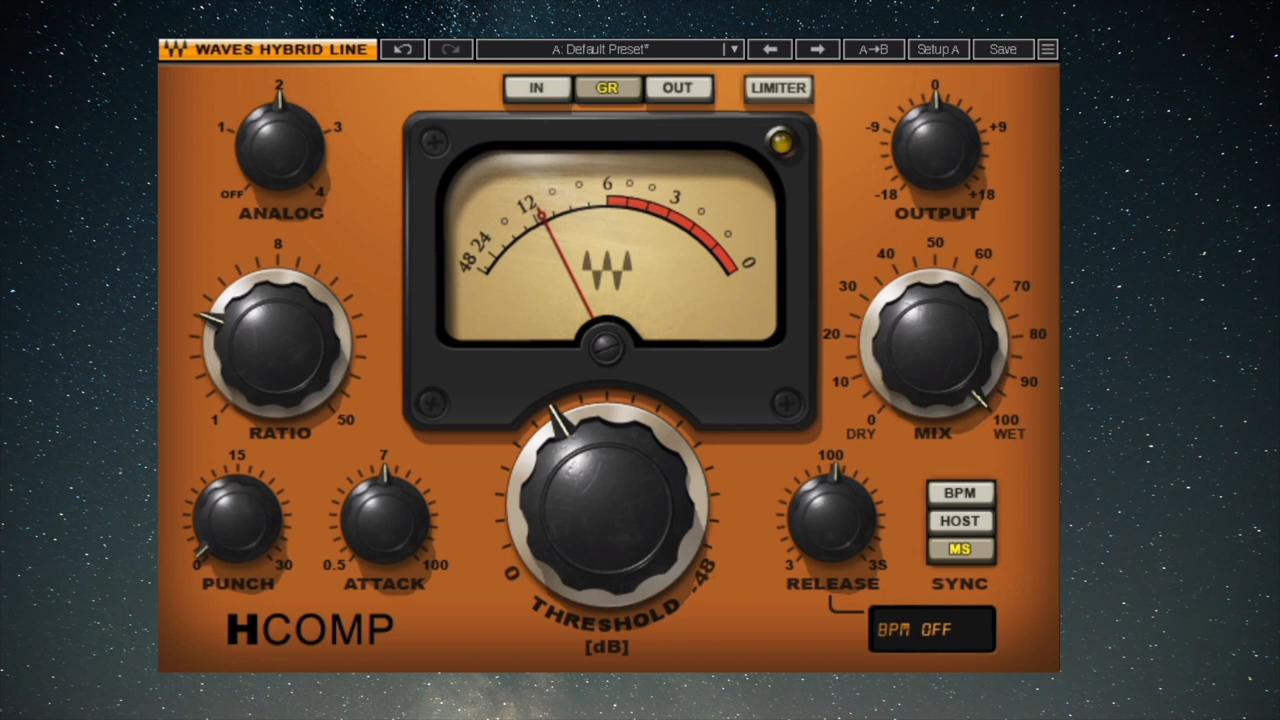 WAVES HYBRID LINE
A: Default Preset*
A→B
Setup A
Save
IN
GR
OUT
LIMITER
OFF 1 2 3 4
ANALOG
48 24 12 6 3 0
-18 -9 0 +9 +18
OUTPUT
1 8 50
RATIO
0 10 20 30 40 50 60 70 80 90 100
DRY MIX WET
0 15 30
PUNCH
0.5 7 100
ATTACK
0 -48
THRESHOLD
[dB]
3 100 3S
RELEASE
BPM
HOST
MS
SYNC
HCOMP
BPM OFF